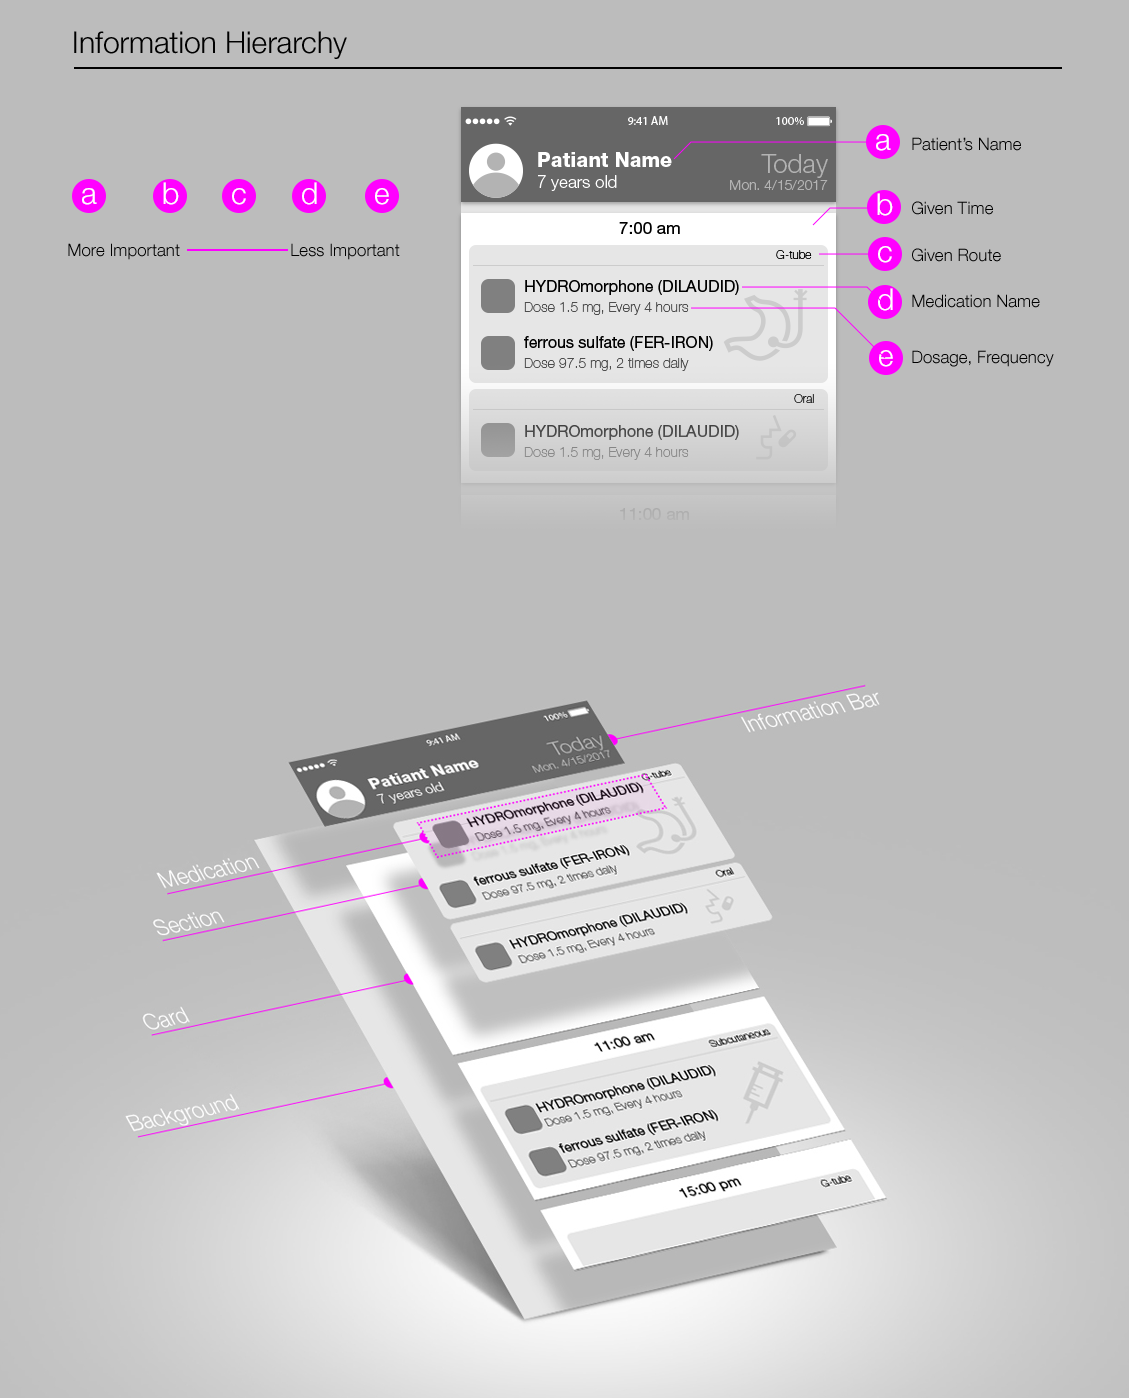 Information Hierarchy
a b c d e
More Important Less Important
9:41 AM 100%
Patiant Name
7 years old
Today
Mon. 4/15/2017
7:00 am
G-tube
HYDROmorphone (DILAUDID)
Dose 1.5 mg, Every 4 hours
ferrous sulfate (FER-IRON)
Dose 97.5 mg, 2 times daily
Oral
HYDROmorphone (DILAUDID)
Dose 1.5 mg, Every 4 hours
11:00 am
a Patient's Name
b Given Time
c Given Route
d Medication Name
e Dosage, Frequency
Information Bar
9:41 AM 100%
Patiant Name
7 years old
Today
Mon. 4/15/2017
G-tube
HYDROmorphone (DILAUDID)
Dose 1.5 mg, Every 4 hours
ferrous sulfate (FER-IRON)
Dose 97.5 mg, 2 times daily
Oral
HYDROmorphone (DILAUDID)
Dose 1.5 mg, Every 4 hours
Medication
Section
Card
Background
11:00 am
Subcutaneous
HYDROmorphone (DILAUDID)
Dose 1.5 mg, Every 4 hours
ferrous sulfate (FER-IRON)
Dose 97.5 mg, 2 times daily
15:00 pm
G-tube